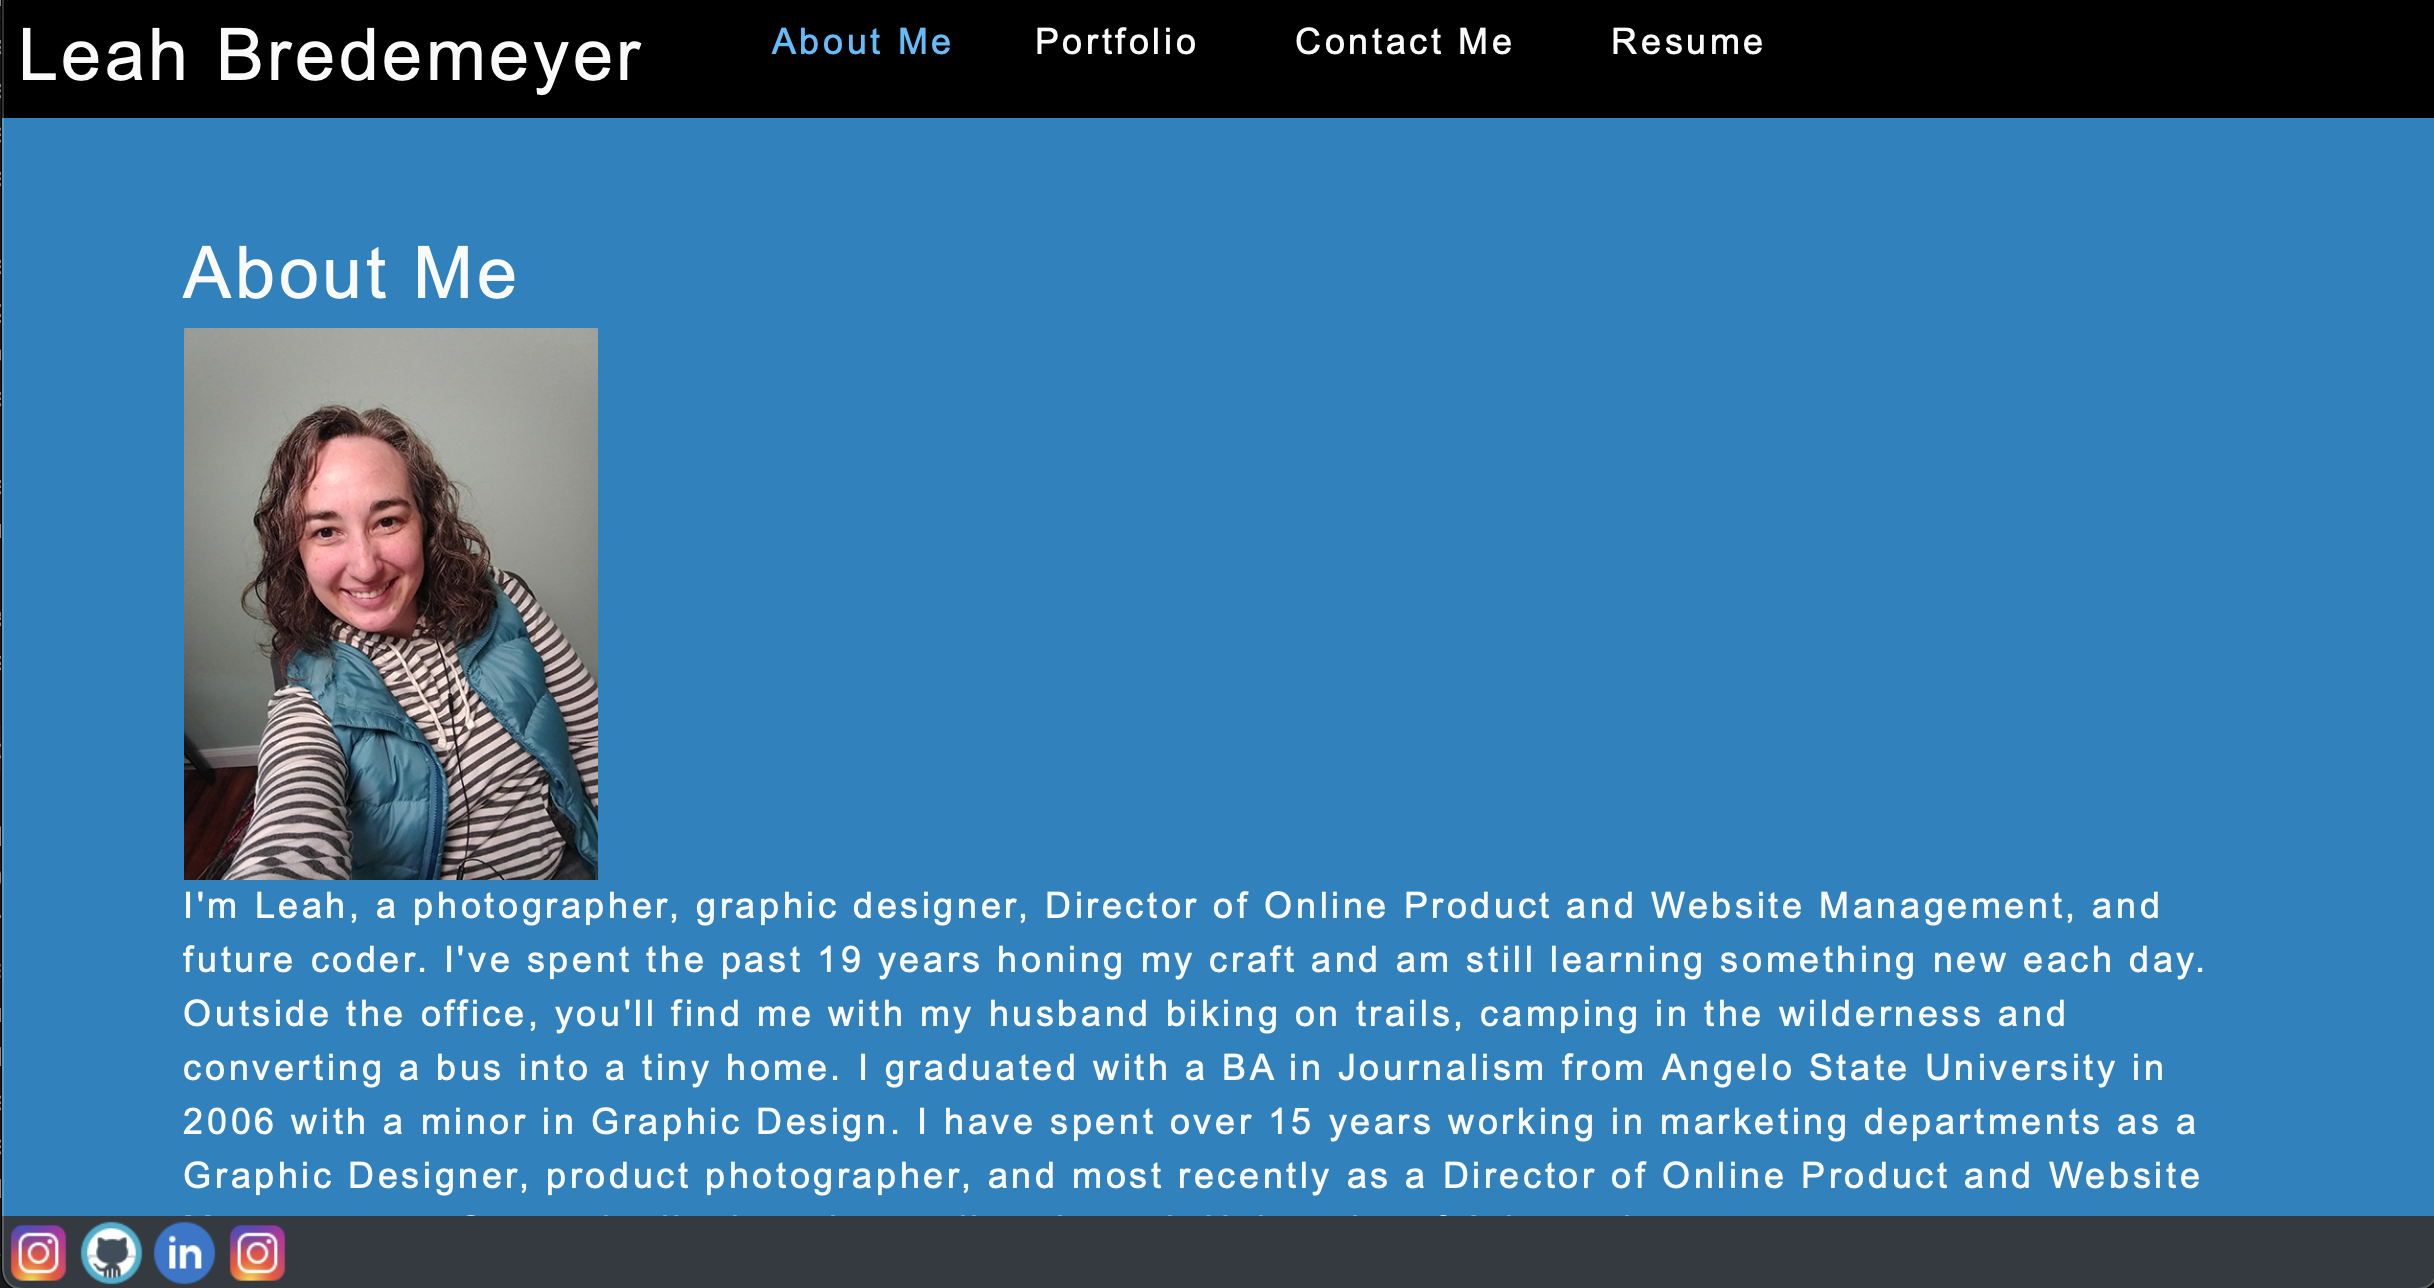 Leah Bredemeyer
About Me
Portfolio
Contact Me
Resume
About Me
I'm Leah, a photographer, graphic designer, Director of Online Product and Website Management, and
future coder. I've spent the past 19 years honing my craft and am still learning something new each day.
Outside the office, you'll find me with my husband biking on trails, camping in the wilderness and
converting a bus into a tiny home. I graduated with a BA in Journalism from Angelo State University in
2006 with a minor in Graphic Design. I have spent over 15 years working in marketing departments as a
Graphic Designer, product photographer, and most recently as a Director of Online Product and Website
in